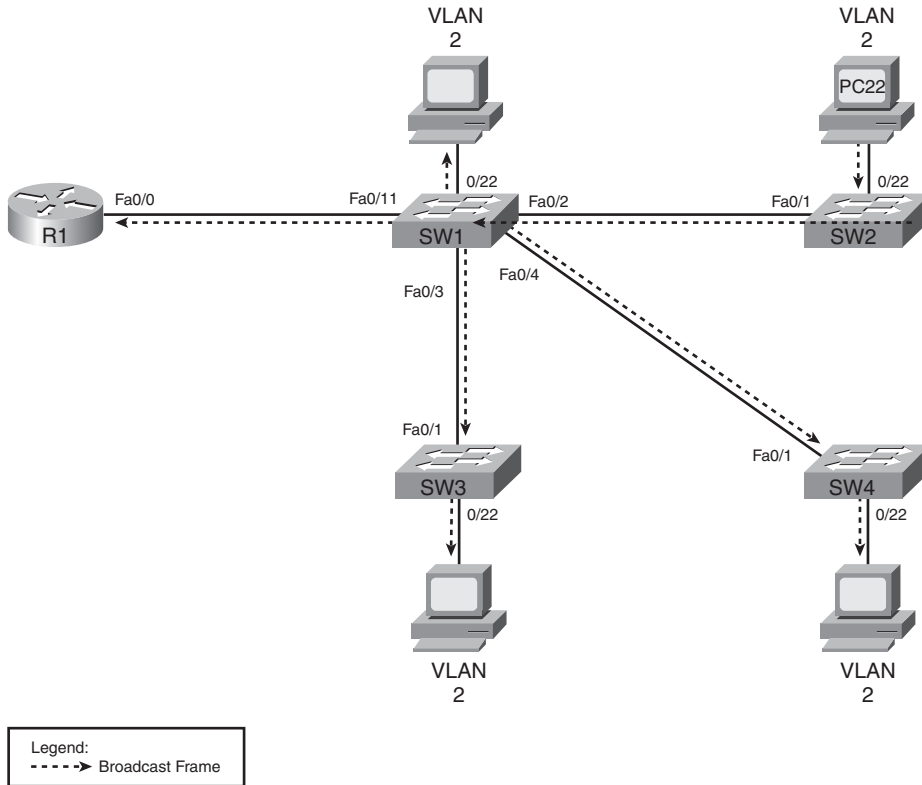 VLAN
2
VLAN
2
PC22
0/22
0/22
Fa0/0
Fa0/11
Fa0/2
Fa0/1
R1
SW1
SW2
Fa0/3
Fa0/4
Fa0/1
Fa0/1
SW3
SW4
0/22
0/22
VLAN
2
VLAN
2
Legend:
Broadcast Frame